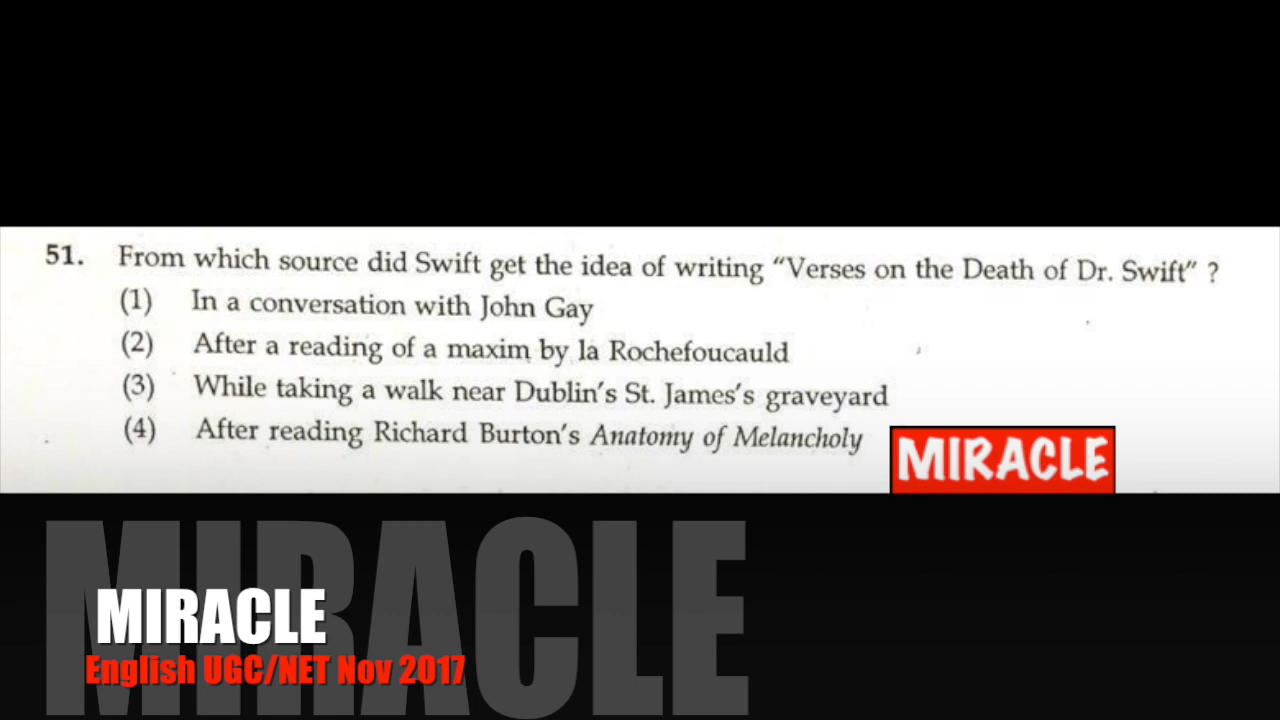 51. From which source did Swift get the idea of writing “Verses on the Death of Dr. Swift” ?
(1) In a conversation with John Gay
(2) After a reading of a maxim by la Rochefoucauld
(3) While taking a walk near Dublin’s St. James’s graveyard
(4) After reading Richard Burton’s Anatomy of Melancholy
MIRACLE
MIRACLE
MIRACLE
English UGC/NET Nov 2017